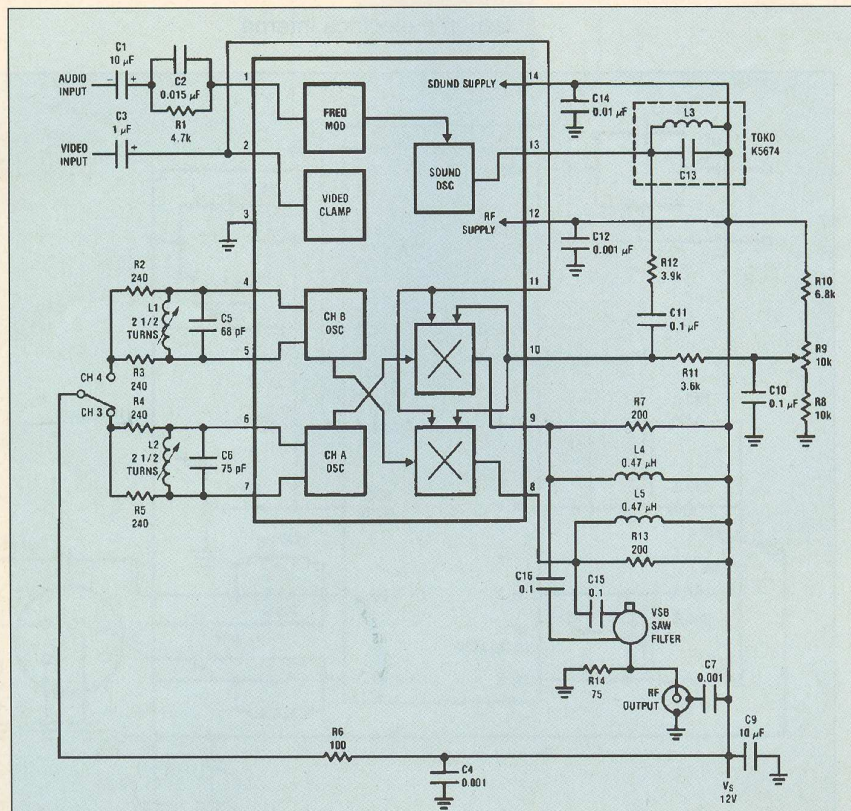 C1
10 µF
AUDIO
INPUT
C2
0.015 µF
R1
4.7k
C3
1 µF
VIDEO
INPUT
1
2
3
FREQ
MOD
VIDEO
CLAMP
SOUND
OSC
SOUND SUPPLY
14
13
RF
SUPPLY
12
11
10
9
8
C14
0.01 µF
L3
C13
TOKO
K5674
C12
0.001 µF
R12
3.9k
C11
0.1 µF
R10
6.8k
R9
10k
R8
10k
R11
3.6k
C10
0.1 µF
R2
240
L1
2 1/2
TURNS
C5
68 pF
R3
240
4
5
CH B
OSC
CH 4
CH 3
R4
240
L2
2 1/2
TURNS
C6
75 pF
R5
240
6
7
CH A
OSC
R7
200
L4
0.47 µH
L5
0.47 µH
R13
200
C16
0.1
C15
0.1
VSB
SAW
FILTER
R14
75
RF
OUTPUT
C7
0.001
R6
100
C4
0.001
C9
10 µF
VS
12V